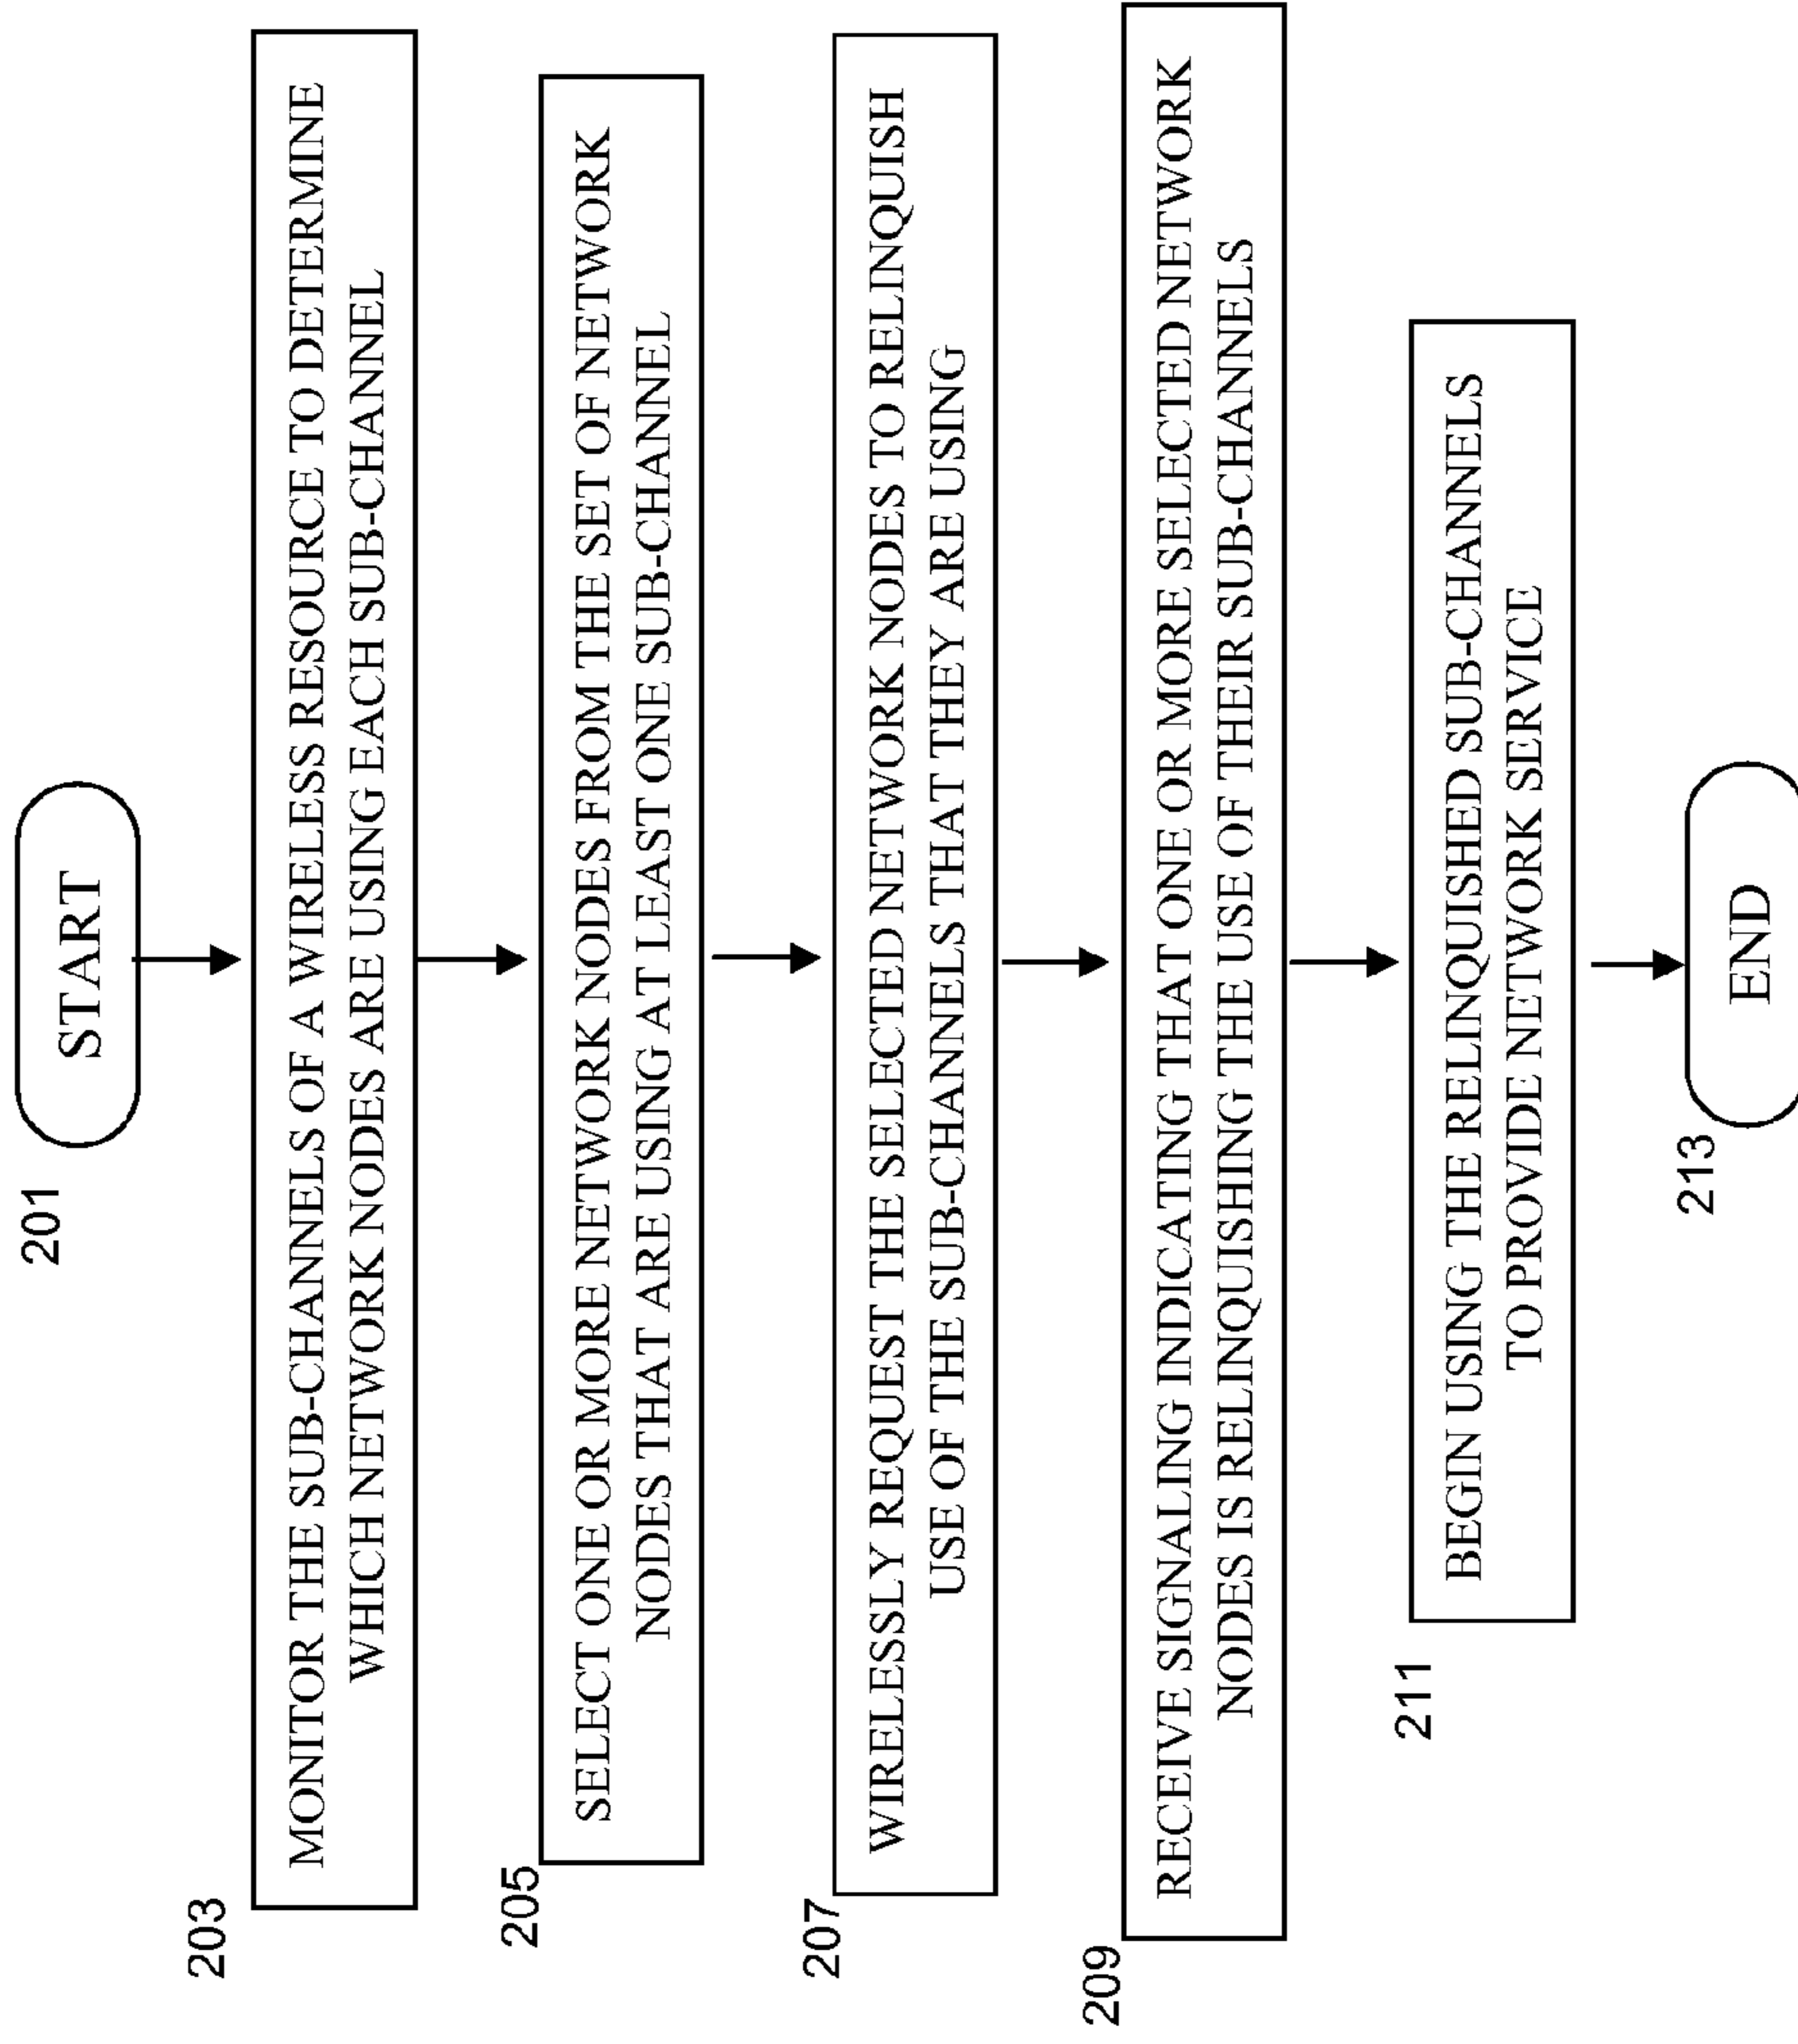 201
START
203
MONITOR THE SUB-CHANNELS OF A WIRELESS RESOURCE TO DETERMINE
WHICH NETWORK NODES ARE USING EACH SUB-CHANNEL
205
SELECT ONE OR MORE NETWORK NODES FROM THE SET OF NETWORK
NODES THAT ARE USING AT LEAST ONE SUB-CHANNEL
207
WIRELESSLY REQUEST THE SELECTED NETWORK NODES TO RELINQUISH
USE OF THE SUB-CHANNELS THAT THEY ARE USING
209
RECEIVE SIGNALING INDICATING THAT ONE OR MORE SELECTED NETWORK
NODES IS RELINQUISHING THE USE OF THEIR SUB-CHANNELS
211
BEGIN USING THE RELINQUISHED SUB-CHANNELS
TO PROVIDE NETWORK SERVICE
213
END